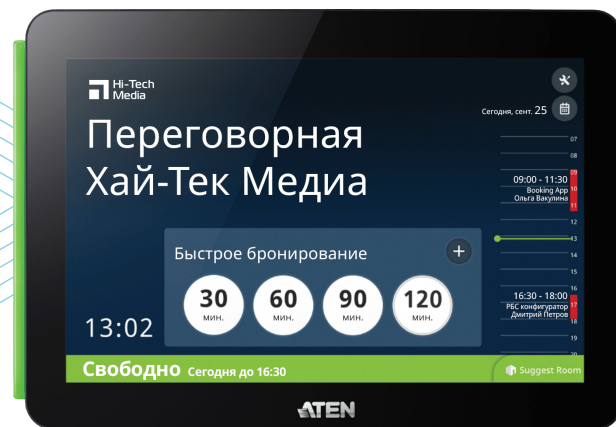 Hi-Tech
Media
Сегодня, сент. 25
Переговорная
Хай-Тек Медиа
07
08
09
09:00 - 11:30
10
Booking App
Ольга Вакулина
11
12
13
14
15
16
16:30 - 18:00
17
РБС конфигуратор
Дмитрий Петров
18
19
20
Быстрое бронирование
+
30
мин.
60
мин.
90
мин.
120
мин.
13:02
Свободно Сегодня до 16:30
Suggest Room
ATEN